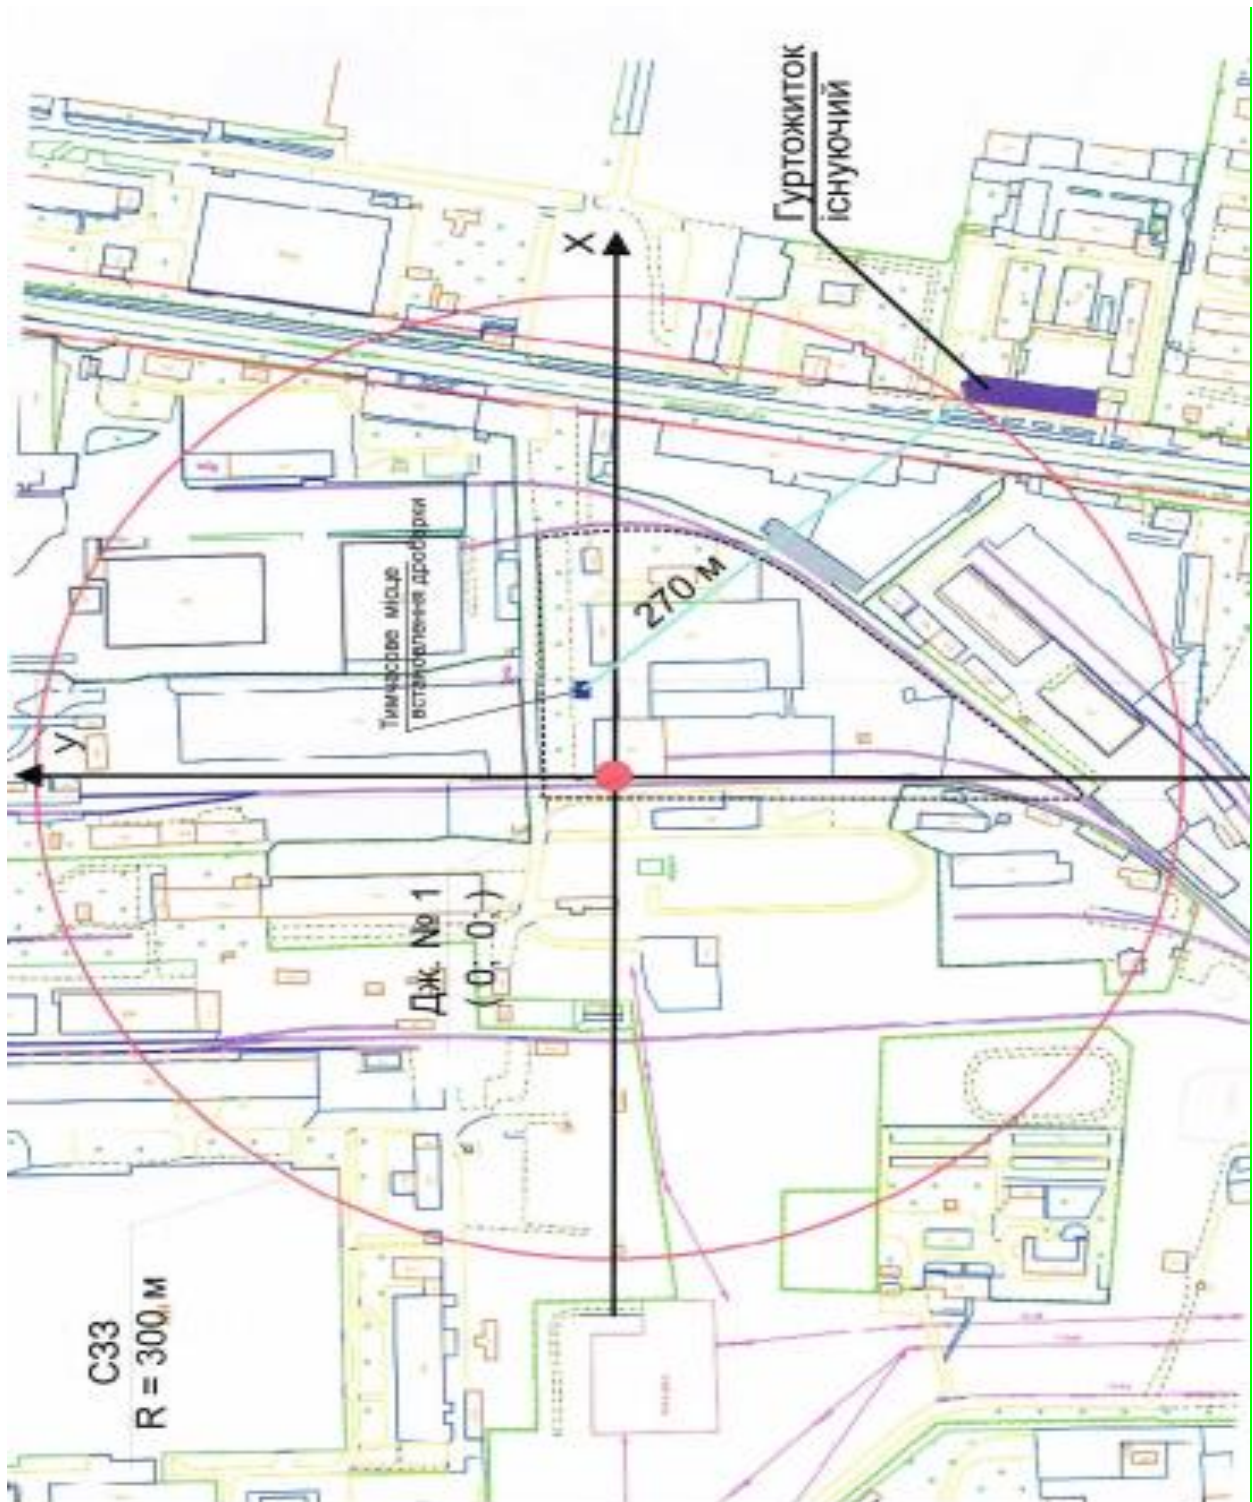 Гуртожиток
існуючий
X
Тимчасове місце
встановлення дробарки
270 м
У
Дж. № 1
( 0; 0; )
СЗЗ
R = 300 м